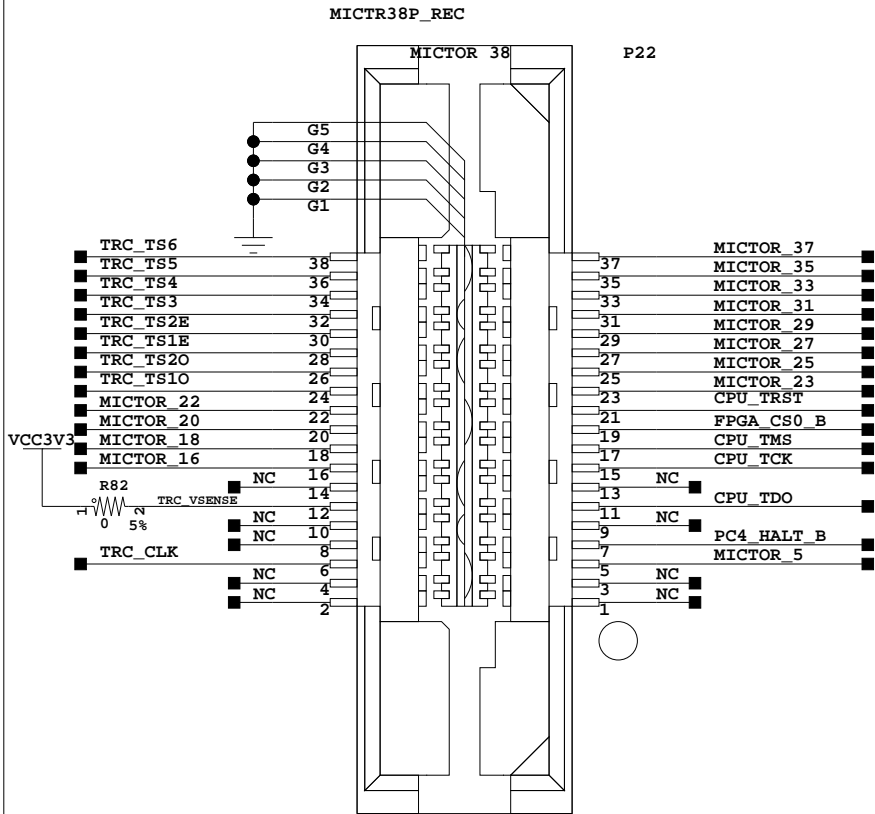 MICTR38P_REC
MICTOR 38
P22
G5
G4
G3
G2
G1
TRC_TS6 38 37 MICTOR_37
TRC_TS5 36 35 MICTOR_35
TRC_TS4 34 33 MICTOR_33
TRC_TS3 32 31 MICTOR_31
TRC_TS2E 30 29 MICTOR_29
TRC_TS1E 28 27 MICTOR_27
TRC_TS2O 26 25 MICTOR_25
TRC_TS1O 24 23 MICTOR_23
MICTOR_22 22 21 CPU_TRST
MICTOR_20 20 19 FPGA_CS0_B
VCC3V3 MICTOR_18 18 17 CPU_TMS
MICTOR_16 16 15 CPU_TCK
NC 14 13 NC
R82
1 2 TRC_VSENSE 12 11 CPU_TDO
0 5%
NC 10 9 NC
NC 8 7 PC4_HALT_B
TRC_CLK 6 5 MICTOR_5
NC 4 3 NC
NC 2 1 NC